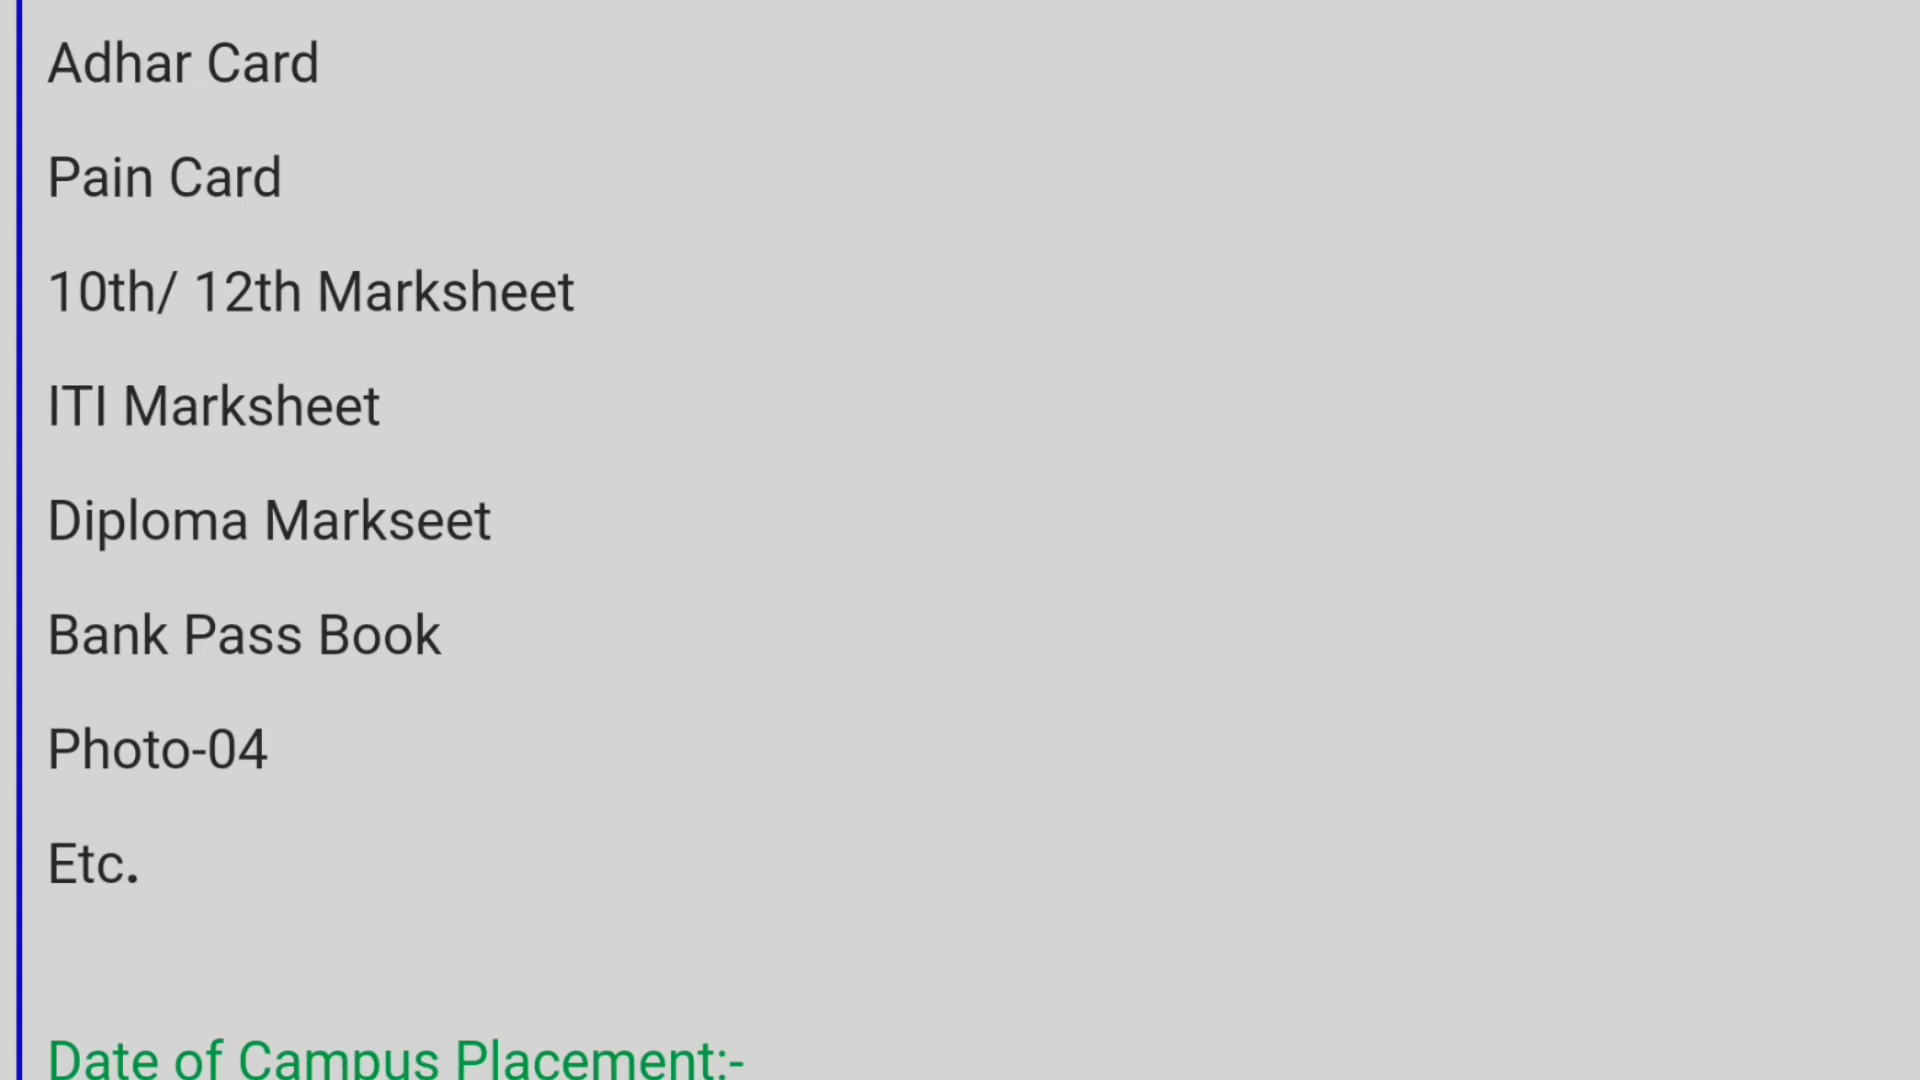 Adhar Card
Pain Card
10th/ 12th Marksheet
ITI Marksheet
Diploma Markseet
Bank Pass Book
Photo-04
Etc.
Date of Campus Placement:-